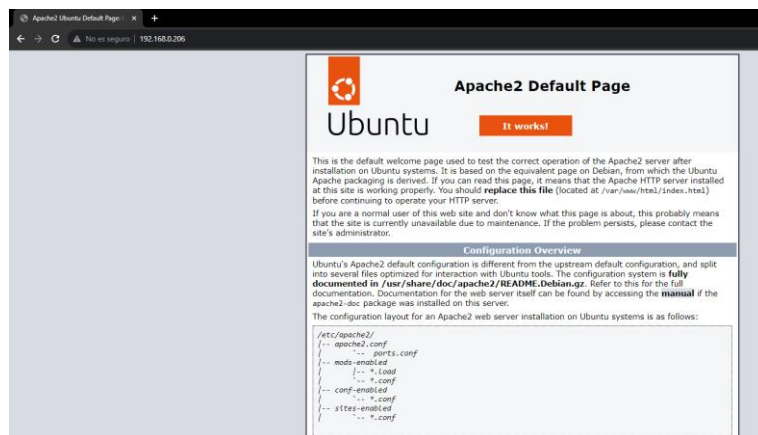 Apache2 Ubuntu Default Page:
No es seguro | 192.168.0.206
Apache2 Default Page
Ubuntu
It works!
This is the default welcome page used to test the correct operation of the Apache2 server after
installation on Ubuntu systems. It is based on the equivalent page on Debian, from which the Ubuntu
Apache packaging is derived. If you can read this page, it means that the Apache HTTP server installed
at this site is working properly. You should replace this file (located at /var/www/html/index.html)
before continuing to operate your HTTP server.
If you are a normal user of this web site and don't know what this page is about, this probably means
that the site is currently unavailable due to maintenance. If the problem persists, please contact the
site's administrator.
Configuration Overview
Ubuntu's Apache2 default configuration is different from the upstream default configuration, and split
into several files optimized for interaction with Ubuntu tools. The configuration system is fully
documented in /usr/share/doc/apache2/README.Debian.gz. Refer to this for the full
documentation. Documentation for the web server itself can be found by accessing the manual if the
apache2-doc package was installed on this server.
The configuration layout for an Apache2 web server installation on Ubuntu systems is as follows:
/etc/apache2/
|-- apache2.conf
|       `--  ports.conf
|-- mods-enabled
|       |-- *.load
|       `-- *.conf
|-- conf-enabled
|       `-- *.conf
|-- sites-enabled
|       `-- *.conf